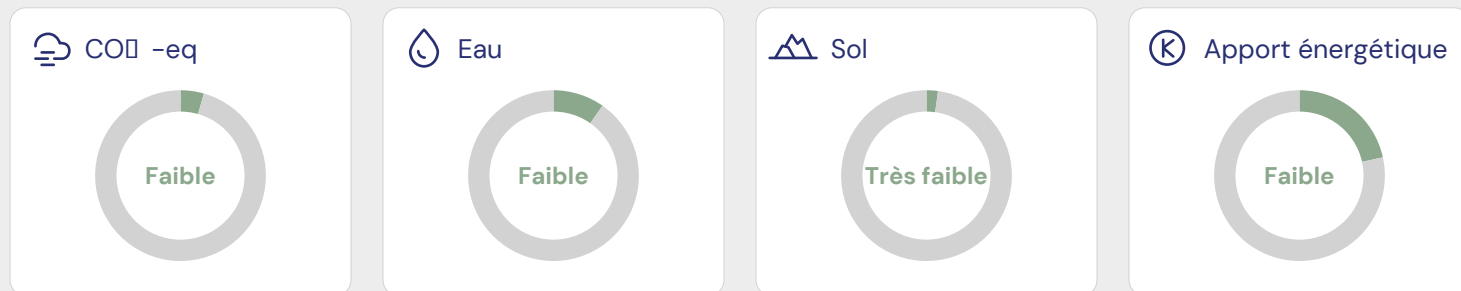 CO▯ -eq
Eau
Sol
Apport énergétique
Faible
Faible
Très faible
Faible